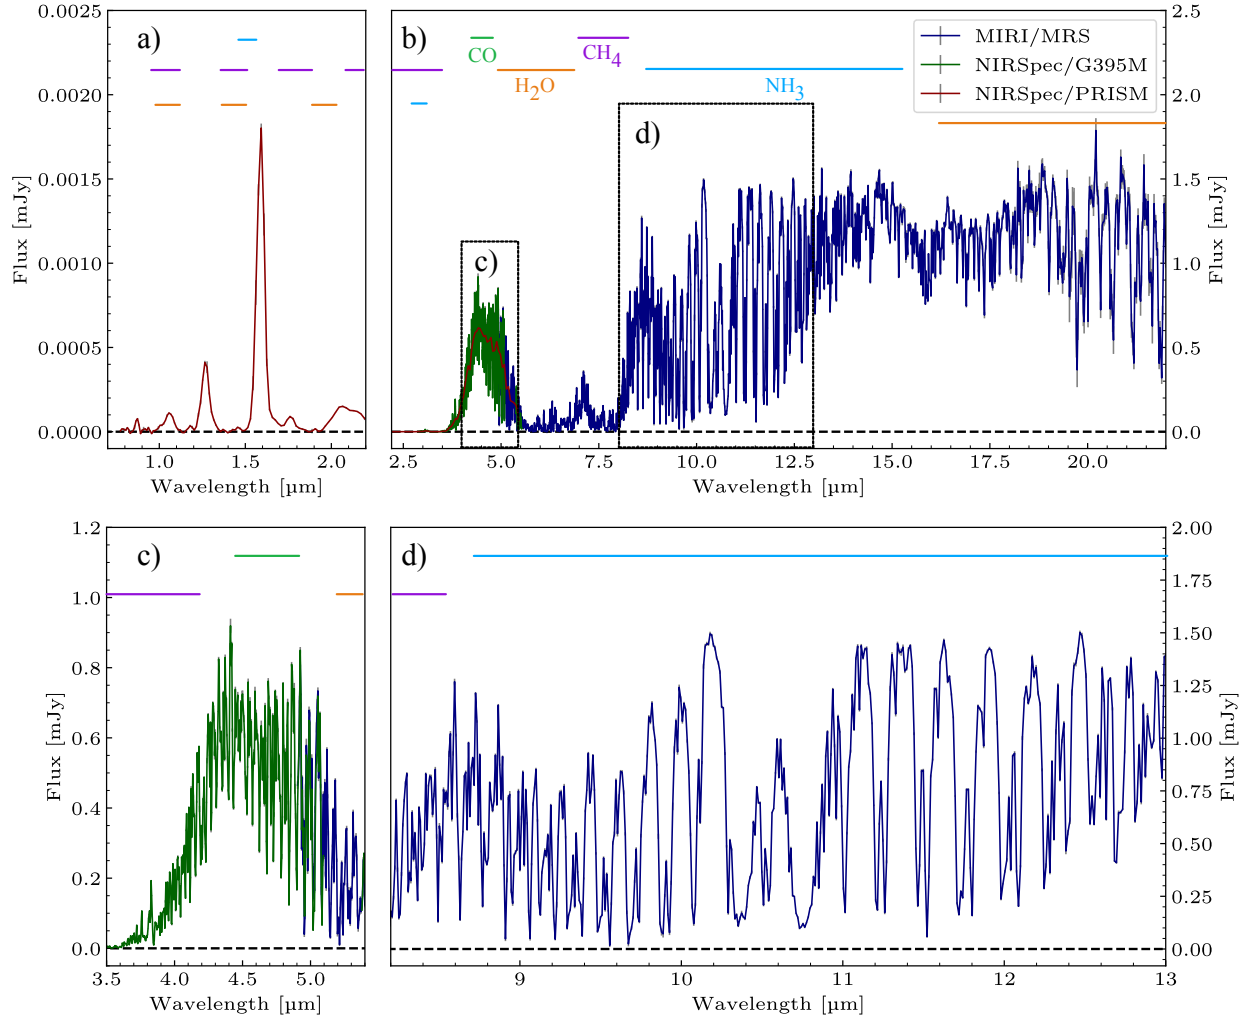 0.0025
0.0020
0.0015
0.0010
0.0005
0.0000
Flux [mJy]
a)
1.0 1.5 2.0
Wavelength [µm]
b)
CO
CH4
H2O
NH3
MIRI/MRS
NIRSpec/G395M
NIRSpec/PRISM
c)
d)
2.5
2.0
1.5
1.0
0.5
0.0
Flux [mJy]
2.5 5.0 7.5 10.0 12.5 15.0 17.5 20.0
Wavelength [µm]
1.2
1.0
0.8
0.6
0.4
0.2
0.0
Flux [mJy]
c)
3.5 4.0 4.5 5.0
Wavelength [µm]
d)
2.00
1.75
1.50
1.25
1.00
0.75
0.50
0.25
0.00
Flux [mJy]
9 10 11 12 13
Wavelength [µm]